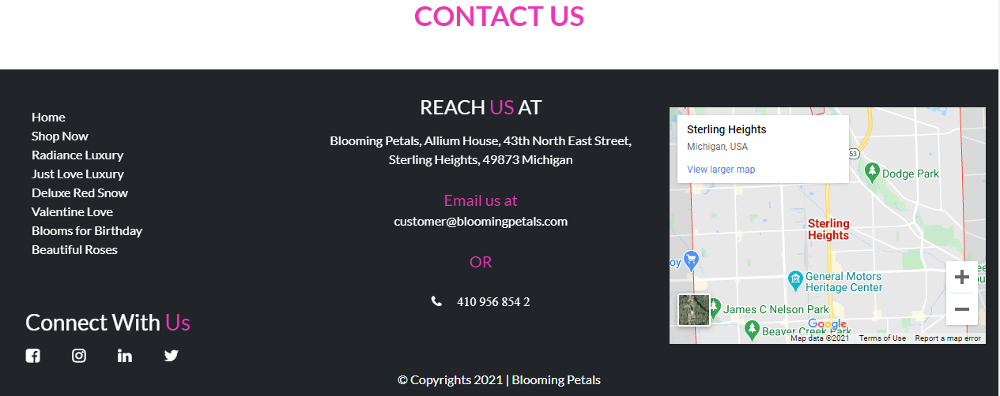 CONTACT US
Home
Shop Now
Radiance Luxury
Just Love Luxury
Deluxe Red Snow
Valentine Love
Blooms for Birthday
Beautiful Roses
Connect With Us
REACH US AT
Blooming Petals, Allium House, 43th North East Street,
Sterling Heights, 49873 Michigan
Email us at
customer@bloomingpetals.com
OR
410 956 854 2
Sterling Heights
Michigan, USA
View larger map
53
Dodge Park
Sterling
Heights
oy
General Motors
Heritage Center
James C Nelson Park
Google
Beaver Creek Park
Map data ©2021 Terms of Use Report a map error
© Copyrights 2021 | Blooming Petals